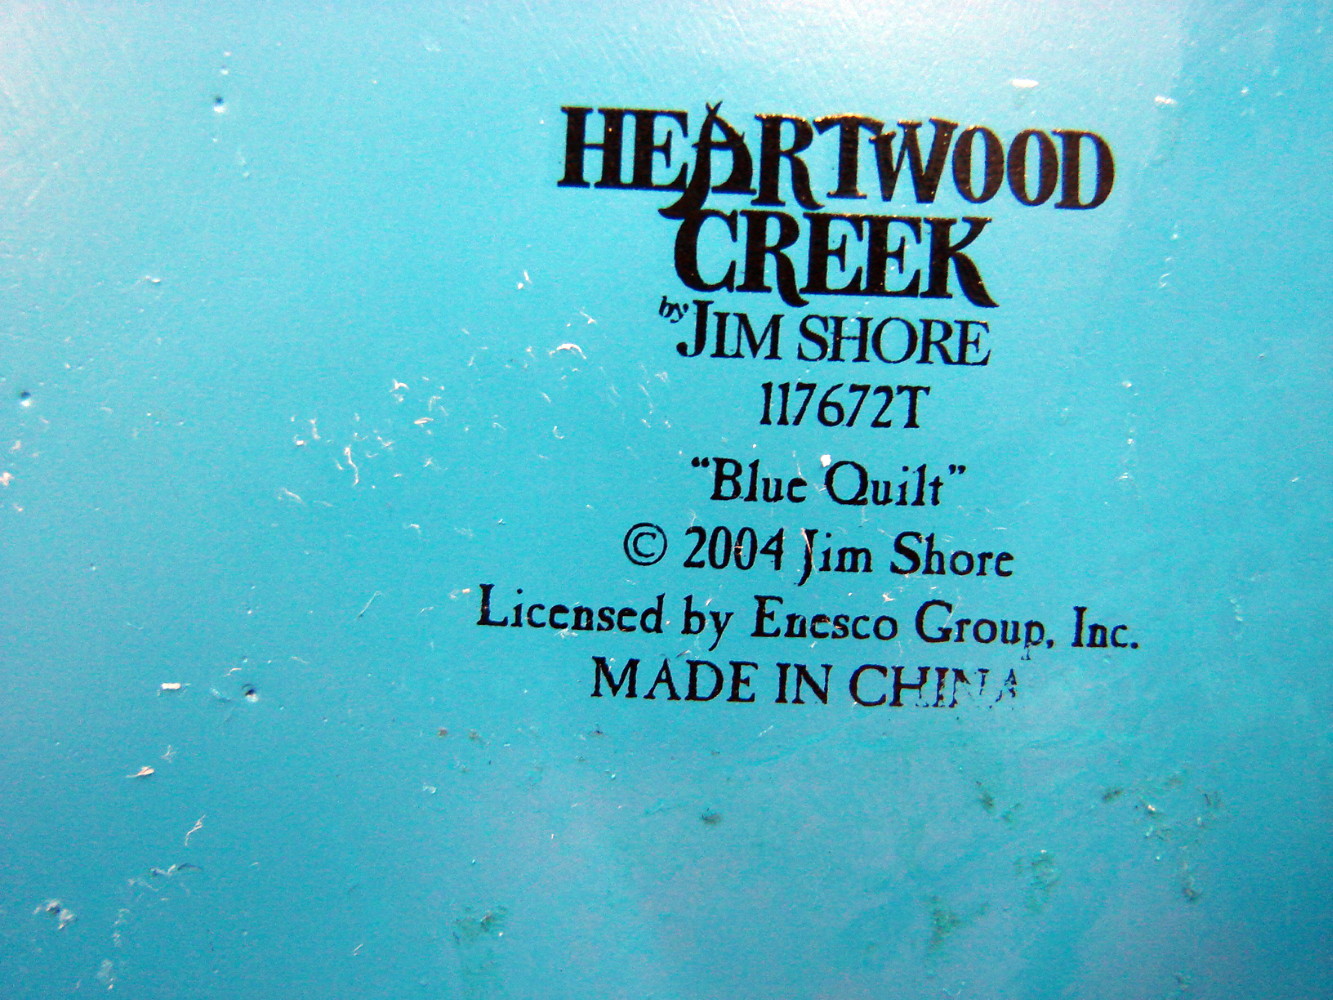 HEARTWOOD
CREEK
by JIM SHORE
117672T
"Blue Quilt"
© 2004 Jim Shore
Licensed by Enesco Group, Inc.
MADE IN CHINA